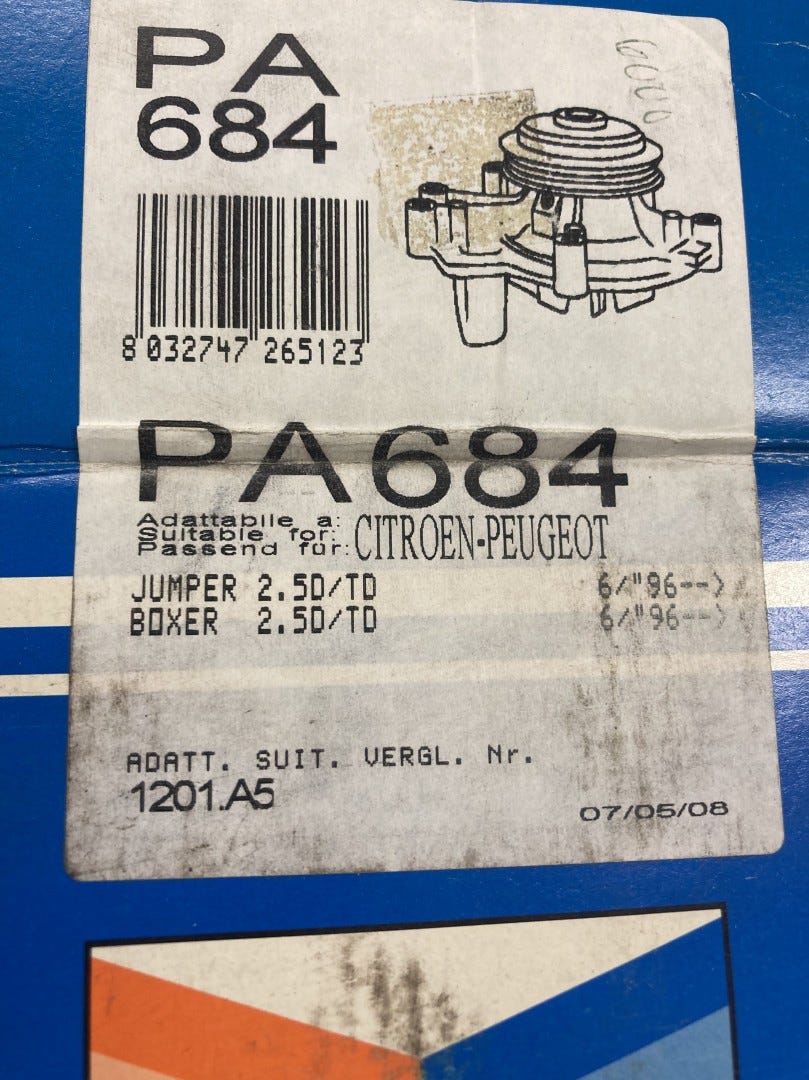 PA
684
8 032747 265123
PA684
Adattabile a:
Suitable for:
Passend für: CITROEN-PEUGEOT
JUMPER 2.5D/TD 6/"96-->
BOXER 2.5D/TD 6/"96-->
ADATT. SUIT. VERGL. Nr.
1201.A5
07/05/08